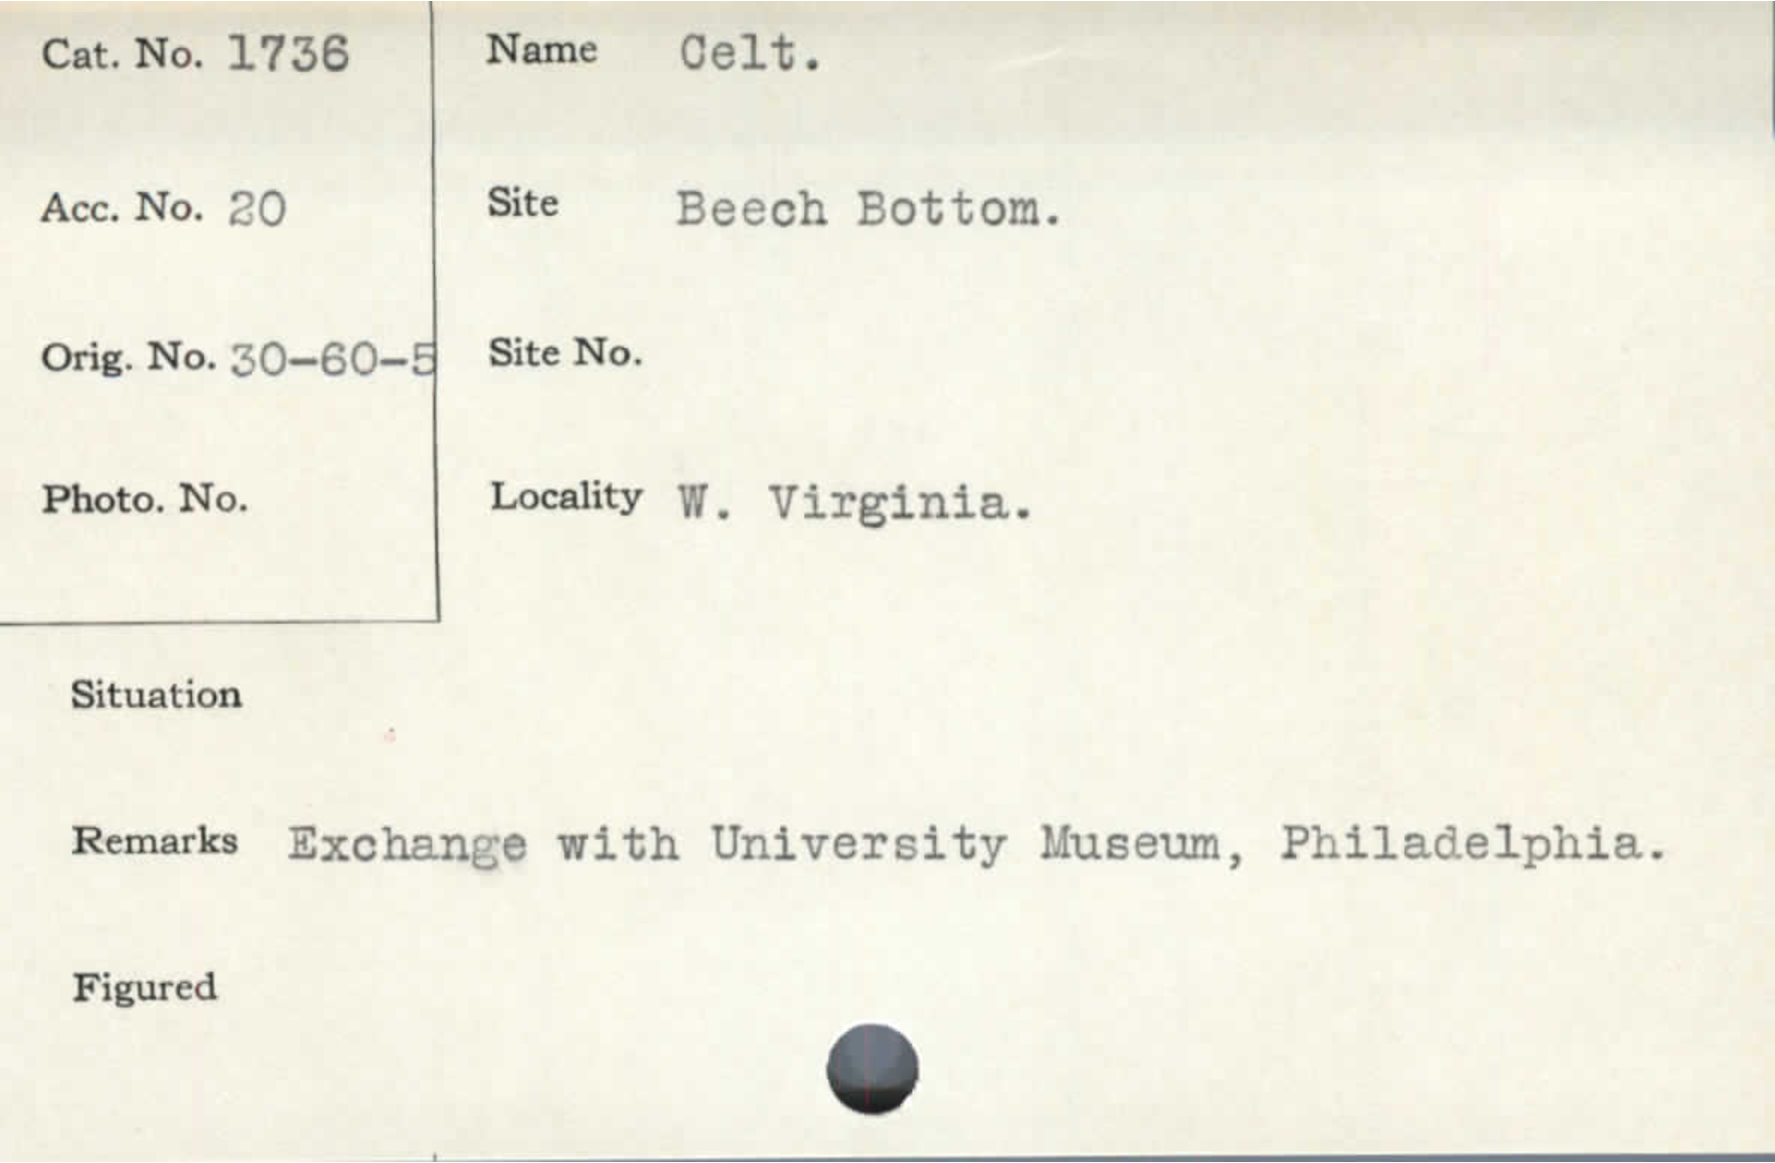 Cat. No. 1736
Name Celt.
Acc. No. 20
Site Beech Bottom.
Orig. No. 30-60-5
Site No.
Photo. No.
Locality W. Virginia.
Situation
Remarks Exchange with University Museum, Philadelphia.
Figured